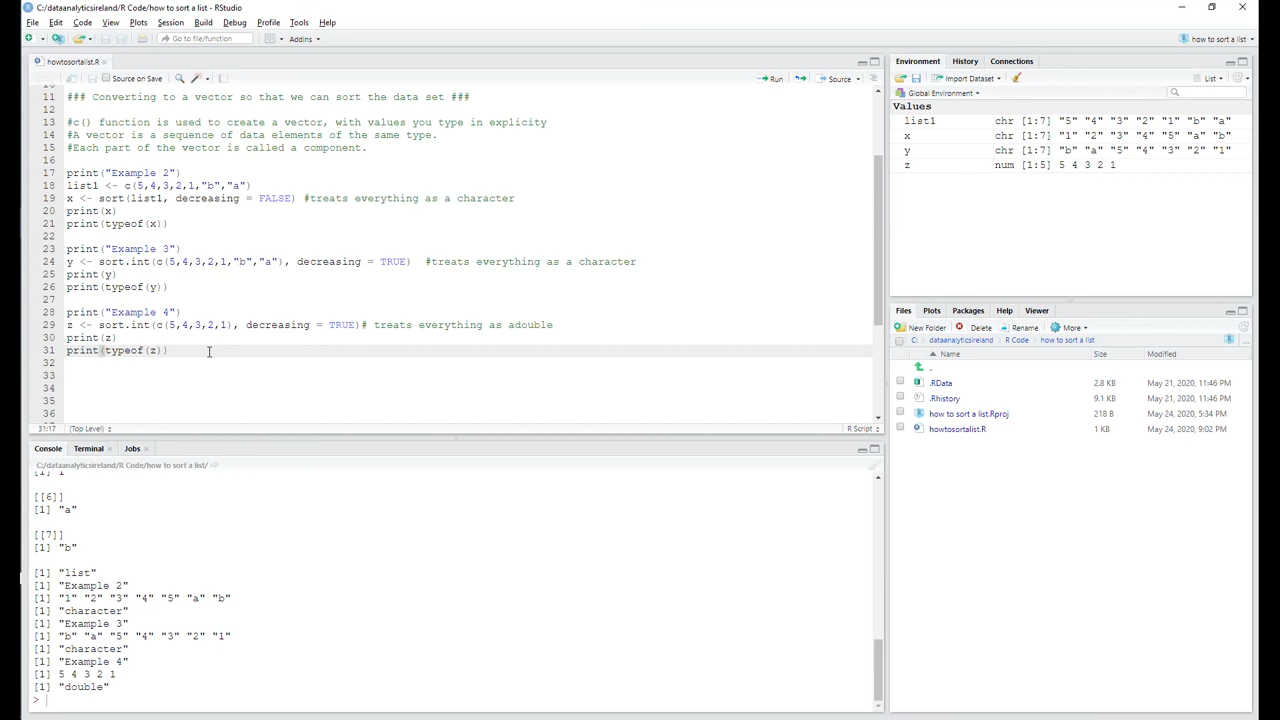 C:/dataanalyticsireland/R Code/how to sort a list - RStudio
File Edit Code View Plots Session Build Debug Profile Tools Help
Go to file/function Addins how to sort a list
howtosortalist.R
Source on Save Run Source
11 ### Converting to a vector so that we can sort the data set ###
12
13 #c() function is used to create a vector, with values you type in explicity
14 #A vector is a sequence of data elements of the same type.
15 #Each part of the vector is called a component.
16
17 print("Example 2")
18 list1 <- c(5,4,3,2,1,"b","a")
19 x <- sort(list1, decreasing = FALSE) #treats everything as a character
20 print(x)
21 print(typeof(x))
22
23 print("Example 3")
24 y <- sort.int(c(5,4,3,2,1,"b","a"), decreasing = TRUE)  #treats everything as a character
25 print(y)
26 print(typeof(y))
27
28 print("Example 4")
29 z <- sort.int(c(5,4,3,2,1), decreasing = TRUE)# treats everything as adouble
30 print(z)
31 print(typeof(z))
32
33
34
35
36
31:17 (Top Level) R Script
Console Terminal Jobs
C:/dataanalyticsireland/R Code/how to sort a list/
[1] 1
[[6]]
[1] "a"
[[7]]
[1] "b"
[1] "list"
[1] "Example 2"
[1] "1" "2" "3" "4" "5" "a" "b"
[1] "character"
[1] "Example 3"
[1] "b" "a" "5" "4" "3" "2" "1"
[1] "character"
[1] "Example 4"
[1] 5 4 3 2 1
[1] "double"
>
Environment History Connections
Import Dataset List
Global Environment
Values
list1 chr [1:7] "5" "4" "3" "2" "1" "b" "a"
x chr [1:7] "1" "2" "3" "4" "5" "a" "b"
y chr [1:7] "b" "a" "5" "4" "3" "2" "1"
z num [1:5] 5 4 3 2 1
Files Plots Packages Help Viewer
New Folder Delete Rename More
C: dataanalyticsireland R Code how to sort a list ...
Name Size Modified
..
.RData 2.8 KB May 21, 2020, 11:46 PM
.Rhistory 9.1 KB May 21, 2020, 11:46 PM
how to sort a list.Rproj 218 B May 24, 2020, 5:34 PM
howtosortalist.R 1 KB May 24, 2020, 9:02 PM